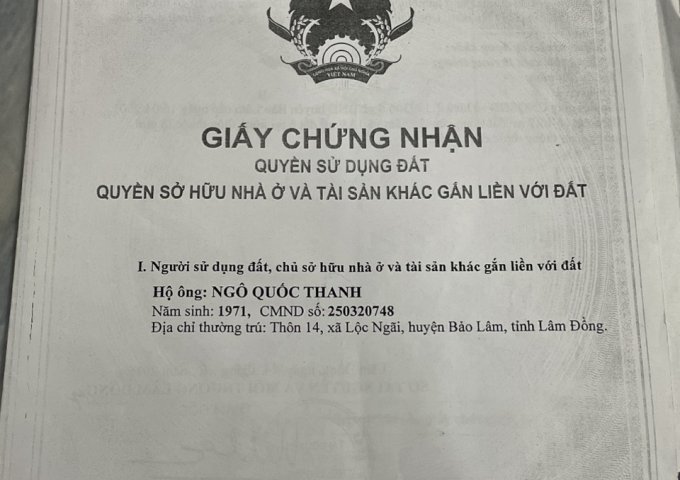 VIỆT NAM
GIẤY CHỨNG NHẬN
QUYỀN SỬ DỤNG ĐẤT
QUYỀN SỞ HỮU NHÀ Ở VÀ TÀI SẢN KHÁC GẮN LIỀN VỚI ĐẤT
I. Người sử dụng đất, chủ sở hữu nhà ở và tài sản khác gắn liền với đất
Hộ ông: NGÔ QUỐC THANH
Năm sinh: 1971, CMND số: 250320748
Địa chỉ thường trú: Thôn 14, xã Lộc Ngãi, huyện Bảo Lâm, tỉnh Lâm Đồng.